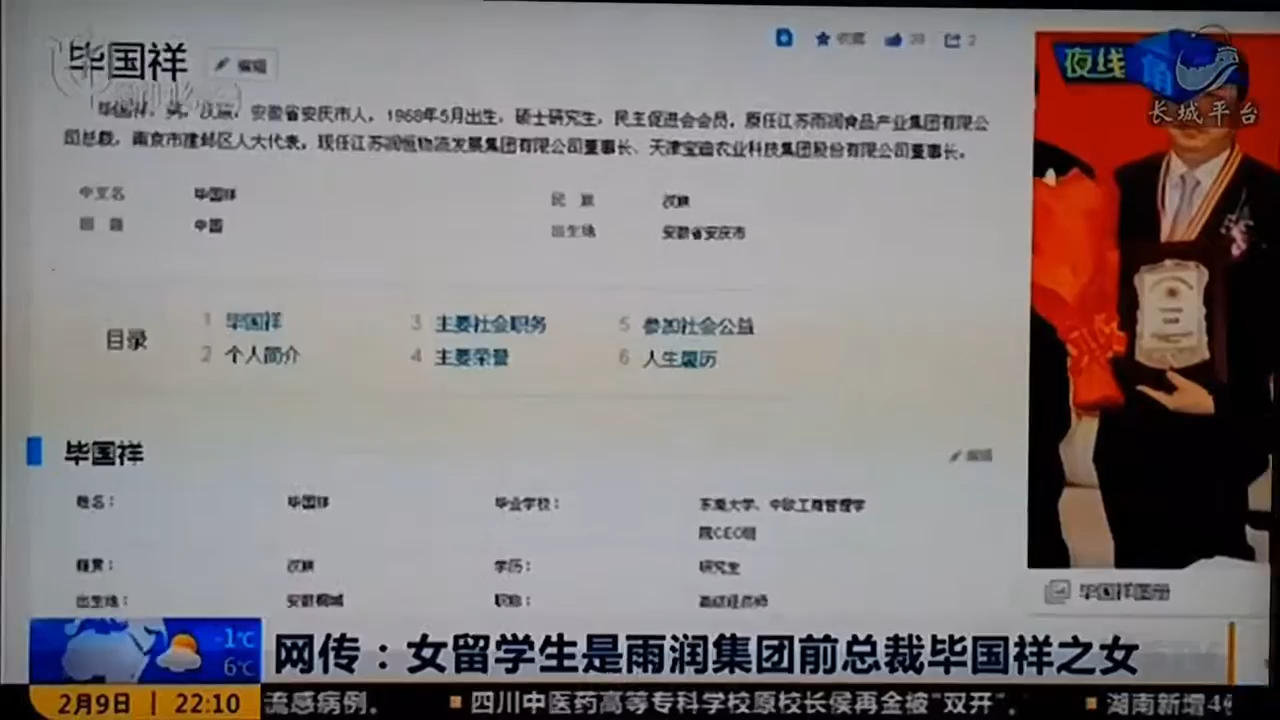 毕国祥
编辑
收藏
39
2
夜线
长城平台
毕国祥，男，汉族，安徽省安庆市人，1968年5月出生，硕士研究生，民主促进会会员，原任江苏雨润食品产业集团有限公
司总裁，南京市建邺区人大代表，现任江苏润恒物流发展集团有限公司董事长、天津宝迪农业科技集团股份有限公司董事长。
中文名 毕国祥 民 族 汉族
国 籍 中国 出生地 安徽省安庆市
目录
1 毕国祥 3 主要社会职务 5 参加社会公益
2 个人简介 4 主要荣誉 6 人生履历
毕国祥
编辑
姓名： 毕国祥 毕业学校： 东南大学、中欧工商管理学
院CEO班
籍贯： 汉族 学历： 研究生
出生地： 安徽桐城 职称： 高级经济师
毕国祥图册
-1℃
6℃
网传：女留学生是雨润集团前总裁毕国祥之女
2月9日 | 22:10
流感病例。 ■四川中医药高等专科学校原校长侯再金被“双开”。 ■湖南新增4